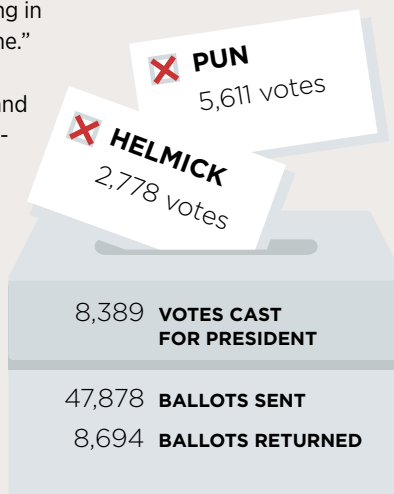 ng in
ne.”
and
-
PUN
5,611 votes
HELMICK
2,778 votes
8,389 VOTES CAST
FOR PRESIDENT
47,878 BALLOTS SENT
8,694 BALLOTS RETURNED